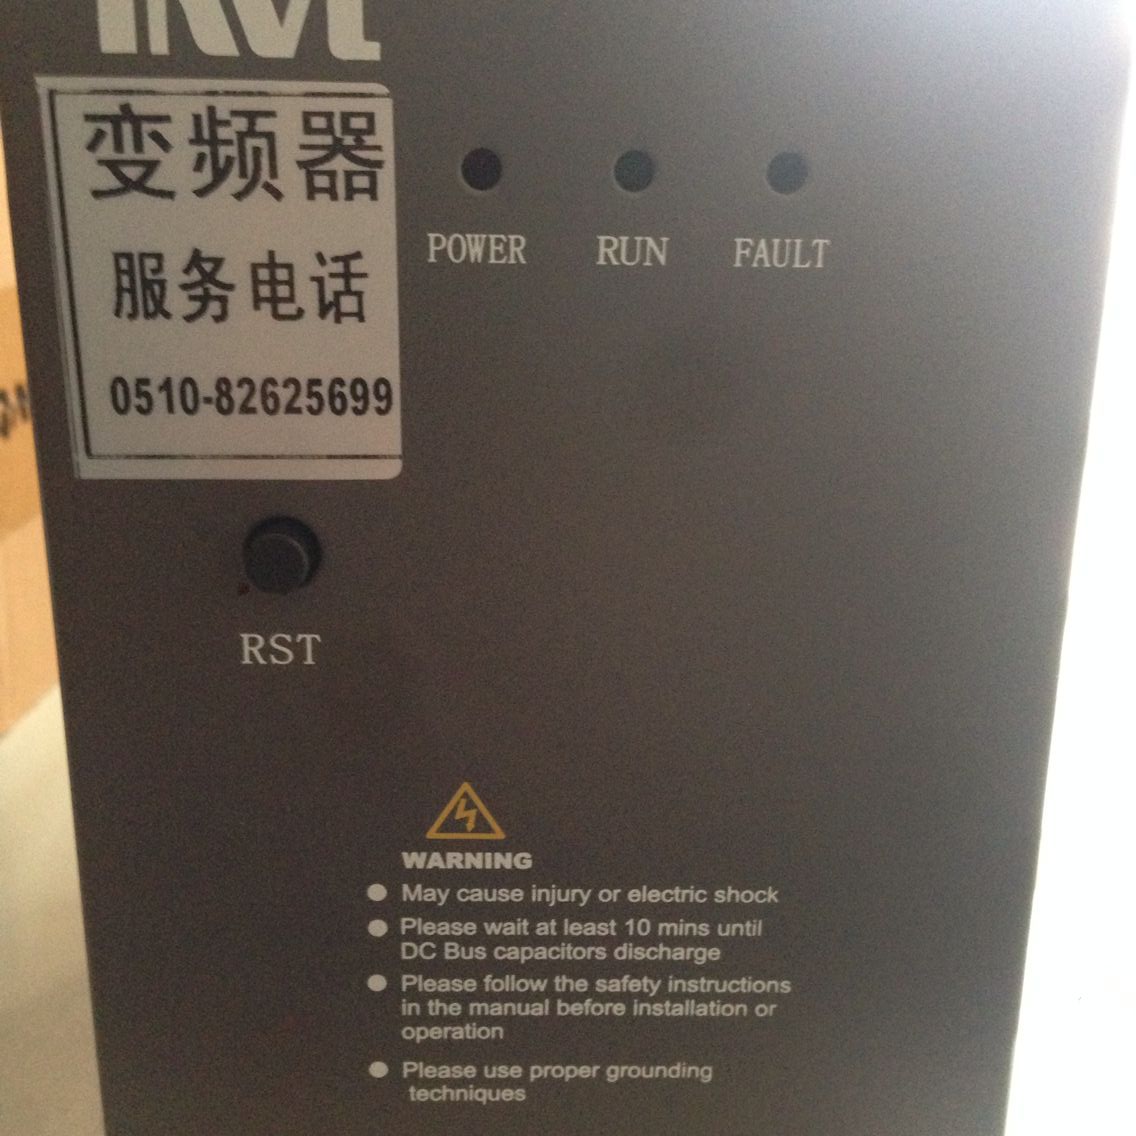 变频器
服务电话
0510-82625699
POWER RUN FAULT
RST
WARNING
● May cause injury or electric shock
● Please wait at least 10 mins until
DC Bus capacitors discharge
● Please follow the safety instructions
in the manual before installation or
operation
● Please use proper grounding
techniques